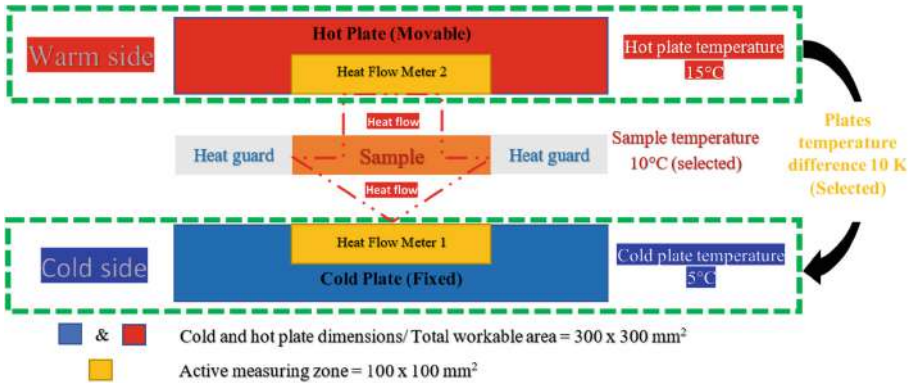 Hot Plate (Movable)
Warm side
Heat Flow Meter 2
Hot plate temperature
15°C
Heat flow
Plates
temperature
difference 10 K
(Selected)
Heat guard
Sample
Heat guard
Sample temperature
10°C (selected)
Heat flow
Heat Flow Meter 1
Cold side
Cold Plate (Fixed)
Cold plate temperature
5°C
& Cold and hot plate dimensions/ Total workable area = 300 x 300 mm²
Active measuring zone = 100 x 100 mm²